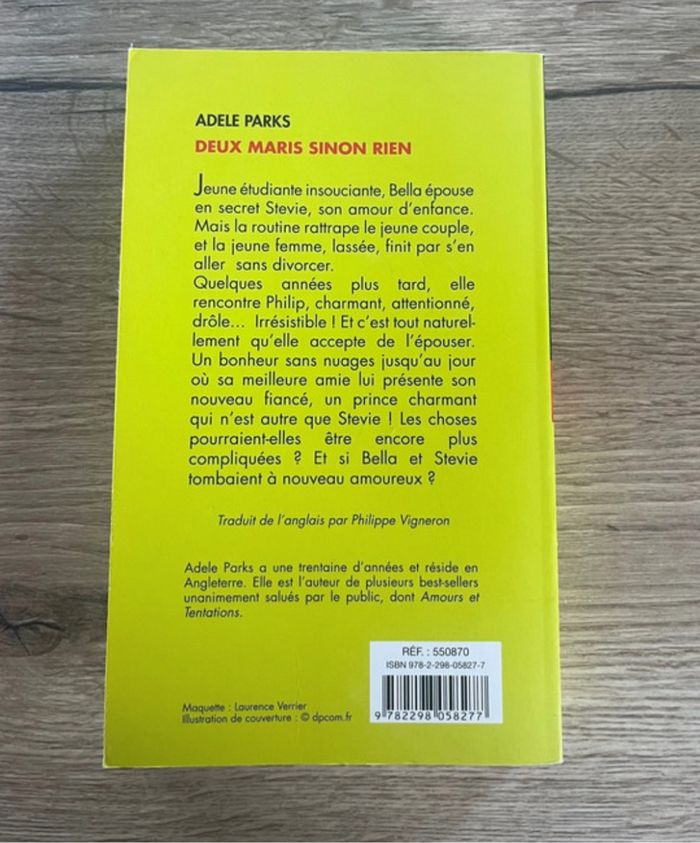 ADELE PARKS
DEUX MARIS SINON RIEN
Jeune étudiante insouciante, Bella épouse
en secret Stevie, son amour d'enfance.
Mais la routine rattrape le jeune couple,
et la jeune femme, lassée, finit par s'en
aller sans divorcer.
Quelques années plus tard, elle
rencontre Philip, charmant, attentionné,
drôle... Irrésistible ! Et c'est tout naturel-
lement qu'elle accepte de l'épouser.
Un bonheur sans nuages jusqu'au jour
où sa meilleure amie lui présente son
nouveau fiancé, un prince charmant
qui n'est autre que Stevie ! Les choses
pourraient-elles être encore plus
compliquées ? Et si Bella et Stevie
tombaient à nouveau amoureux ?
Traduit de l'anglais par Philippe Vigneron
Adele Parks a une trentaine d'années et réside en
Angleterre. Elle est l'auteur de plusieurs best-sellers
unanimement salués par le public, dont Amours et
Tentations.
RÉF. : 550870
ISBN 978-2-298-05827-7
9 782298 058277
Maquette : Laurence Verrier
Illustration de couverture : © dpcom.fr